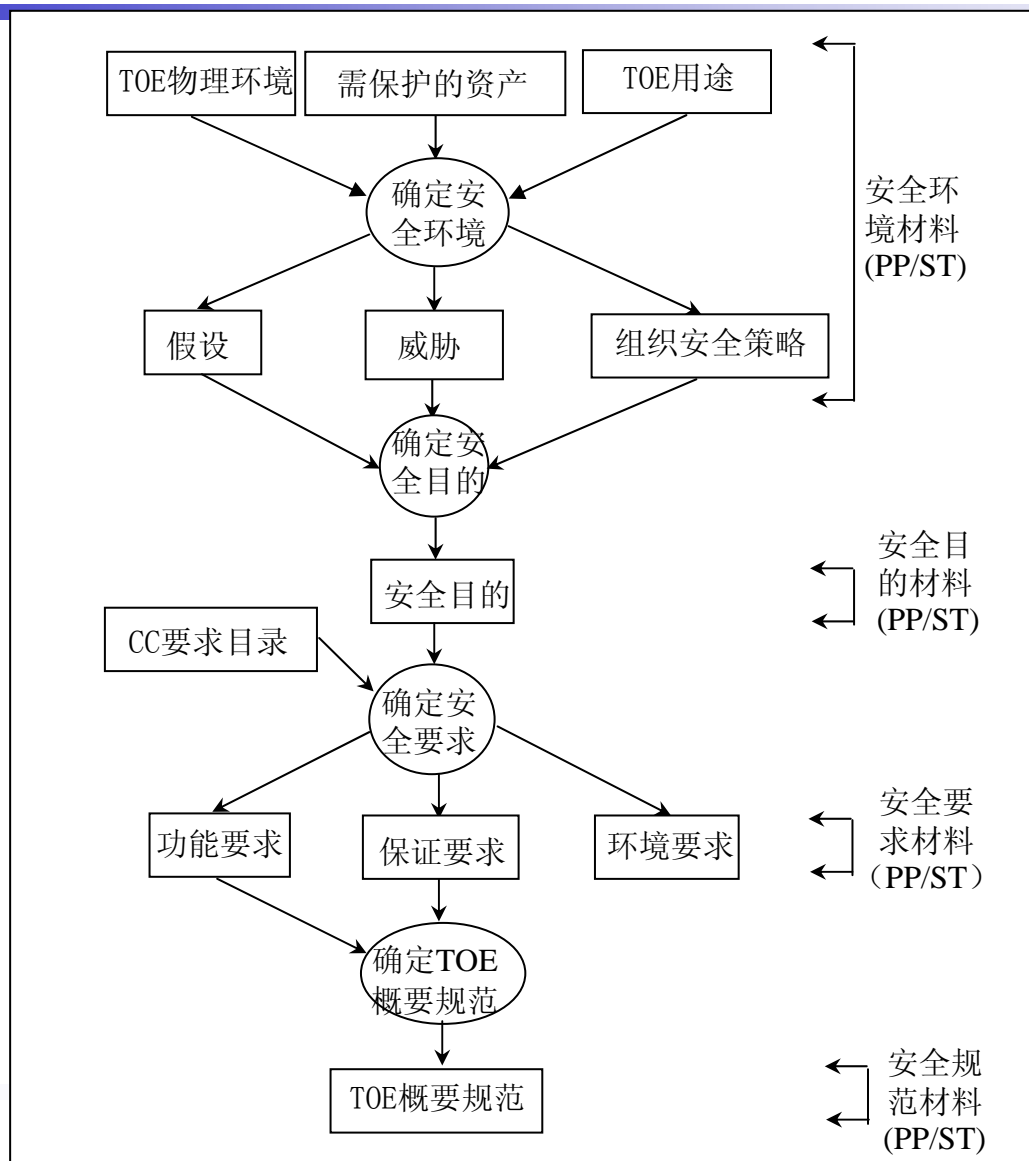 TOE物理环境
需保护的资产
TOE用途
确定安
全环境
安全环
境材料
(PP/ST)
假设
威胁
组织安全策略
确定安
全目的
安全目的
安全目
的材料
(PP/ST)
CC要求目录
确定安
全要求
功能要求
保证要求
环境要求
安全要
求材料
（PP/ST）
确定TOE
概要规范
TOE概要规范
安全规
范材料
(PP/ST)